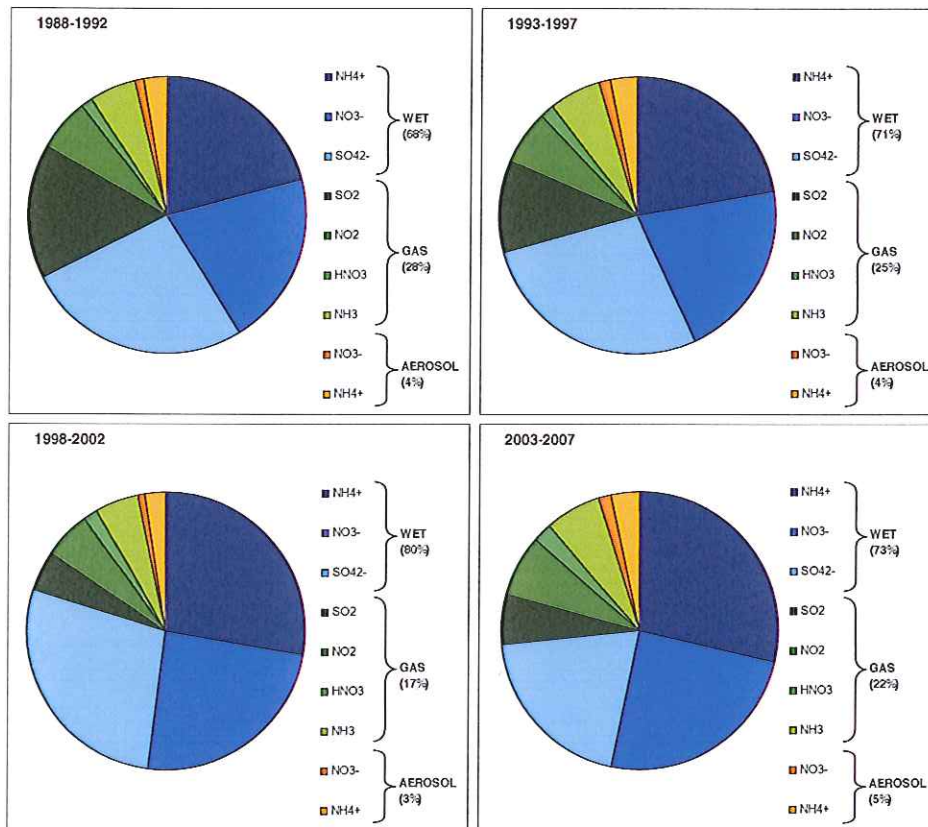 1988-1992
NH4+
NO3-
SO42-
WET
(68%)
SO2
NO2
HNO3
NH3
GAS
(28%)
NO3-
NH4+
AEROSOL
(4%)
1993-1997
NH4+
NO3-
SO42-
WET
(71%)
SO2
NO2
HNO3
NH3
GAS
(25%)
NO3-
NH4+
AEROSOL
(4%)
1998-2002
NH4+
NO3-
SO42-
WET
(80%)
SO2
NO2
HNO3
NH3
GAS
(17%)
NO3-
NH4+
AEROSOL
(3%)
2003-2007
NH4+
NO3-
SO42-
WET
(73%)
SO2
NO2
HNO3
NH3
GAS
(22%)
NO3-
NH4+
AEROSOL
(5%)